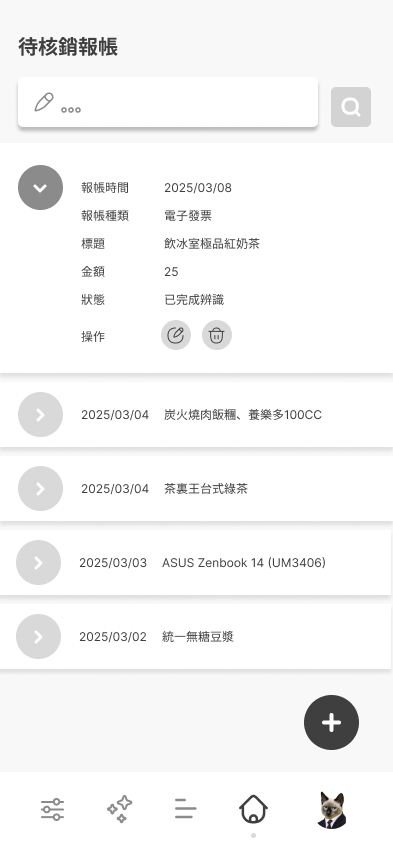 待核銷報帳
報帳時間 2025/03/08
報帳種類 電子發票
標題 飲冰室極品紅奶茶
金額 25
狀態 已完成辨識
操作
2025/03/04 炭火燒肉飯糰、養樂多100CC
2025/03/04 茶裏王台式綠茶
2025/03/03 ASUS Zenbook 14 (UM3406)
2025/03/02 統一無糖豆漿